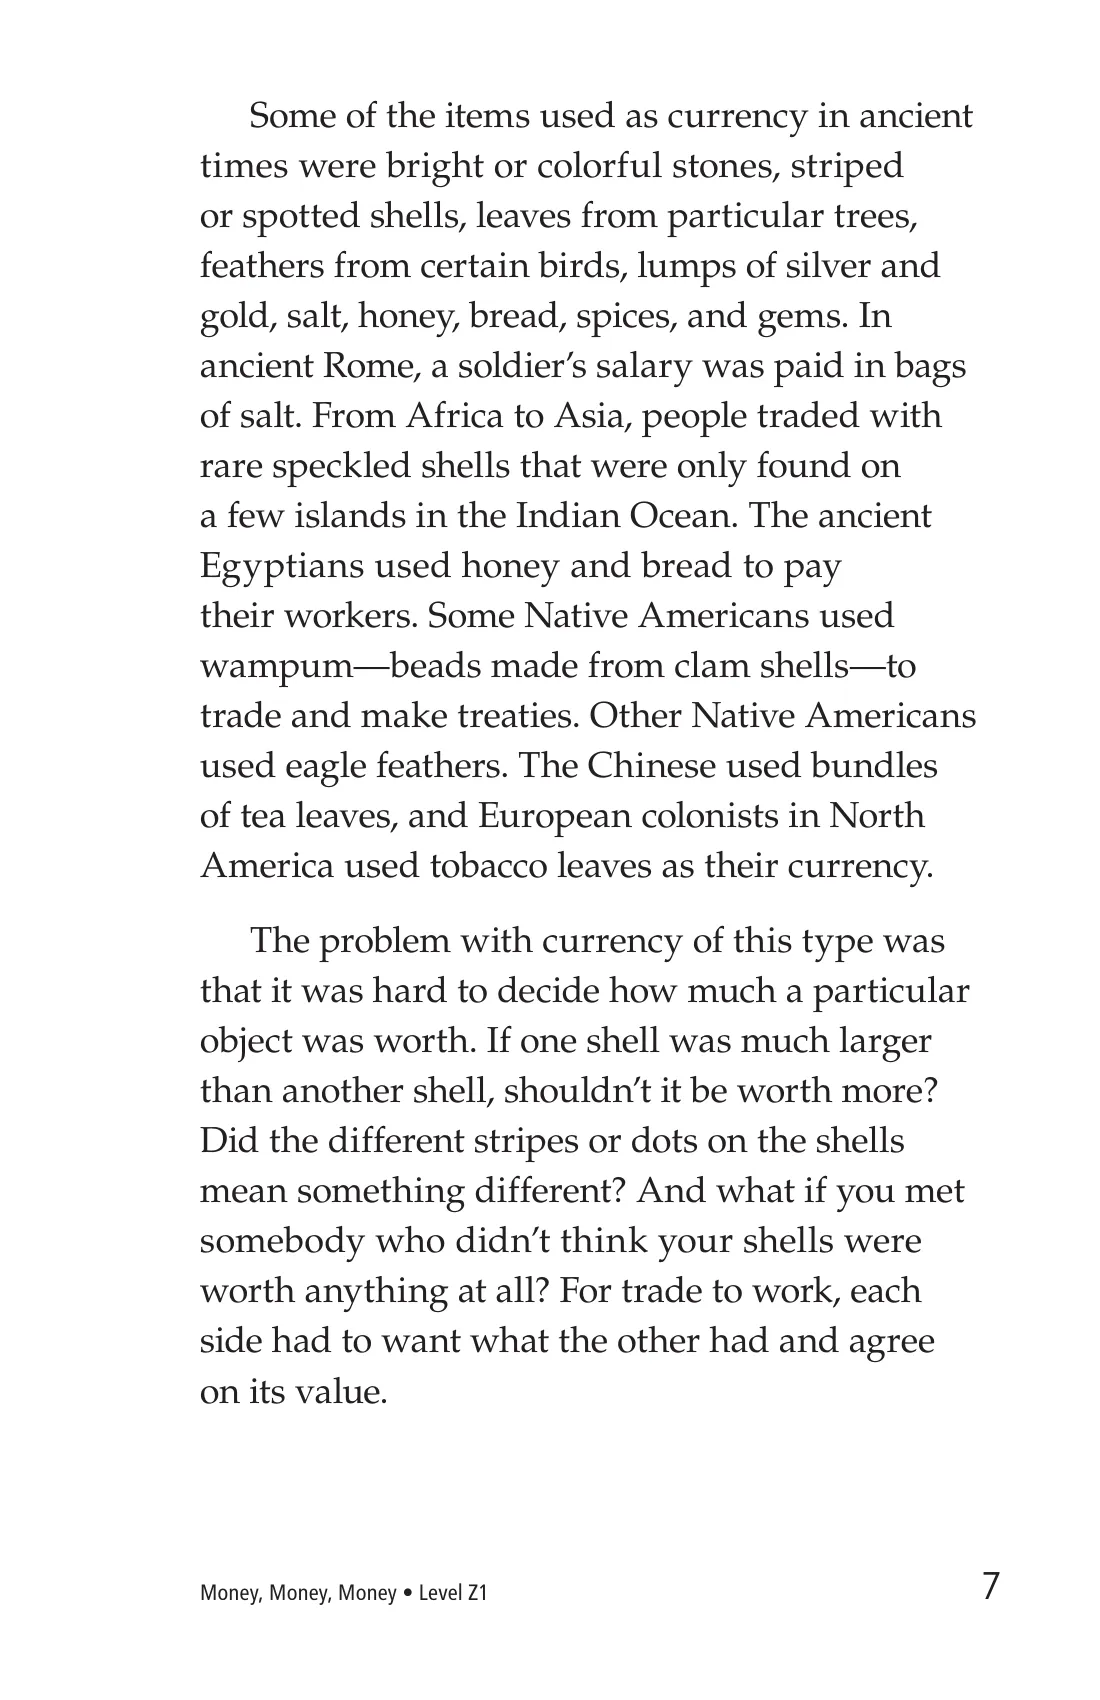 Some of the items used as currency in ancient
times were bright or colorful stones, striped
or spotted shells, leaves from particular trees,
feathers from certain birds, lumps of silver and
gold, salt, honey, bread, spices, and gems. In
ancient Rome, a soldier’s salary was paid in bags
of salt. From Africa to Asia, people traded with
rare speckled shells that were only found on
a few islands in the Indian Ocean. The ancient
Egyptians used honey and bread to pay
their workers. Some Native Americans used
wampum—beads made from clam shells—to
trade and make treaties. Other Native Americans
used eagle feathers. The Chinese used bundles
of tea leaves, and European colonists in North
America used tobacco leaves as their currency.
The problem with currency of this type was
that it was hard to decide how much a particular
object was worth. If one shell was much larger
than another shell, shouldn’t it be worth more?
Did the different stripes or dots on the shells
mean something different? And what if you met
somebody who didn’t think your shells were
worth anything at all? For trade to work, each
side had to want what the other had and agree
on its value.
Money, Money, Money • Level Z1
7